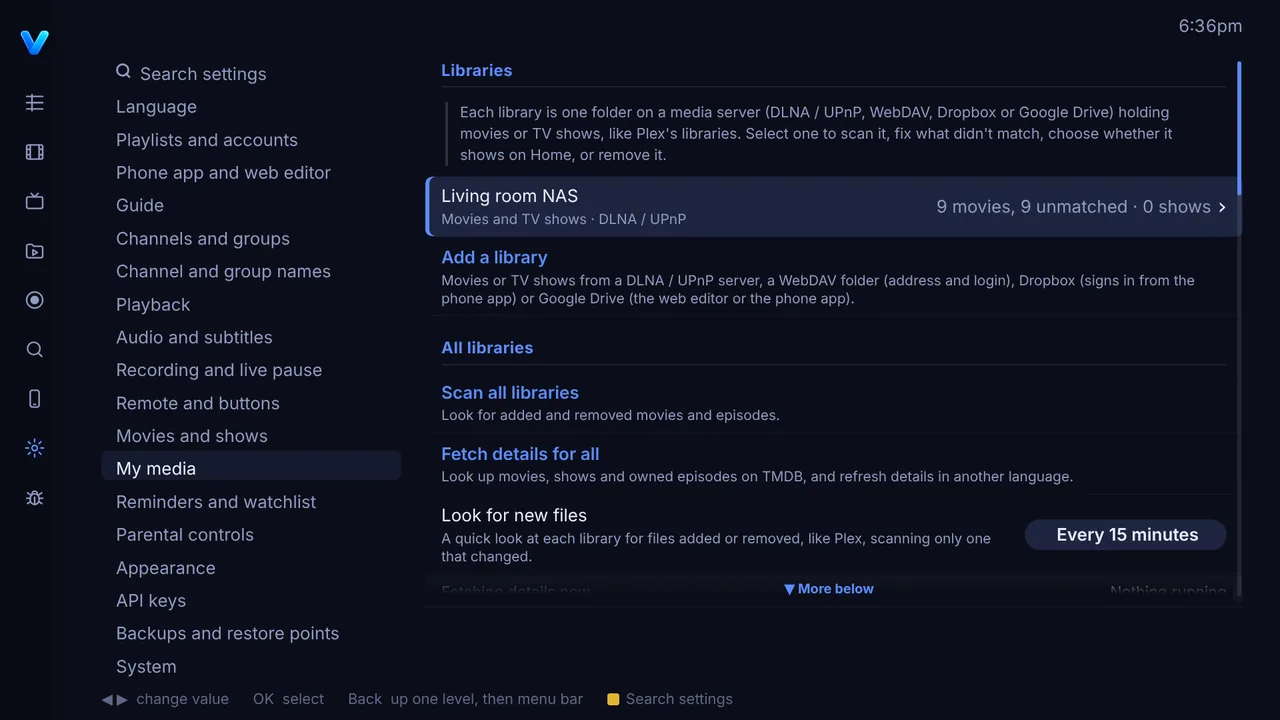 6:36pm
Search settings
Language
Playlists and accounts
Phone app and web editor
Guide
Channels and groups
Channel and group names
Playback
Audio and subtitles
Recording and live pause
Remote and buttons
Movies and shows
My media
Reminders and watchlist
Parental controls
Appearance
API keys
Backups and restore points
System
Libraries
Each library is one folder on a media server (DLNA / UPnP, WebDAV, Dropbox or Google Drive) holding
movies or TV shows, like Plex's libraries. Select one to scan it, fix what didn't match, choose whether it
shows on Home, or remove it.
Living room NAS
Movies and TV shows · DLNA / UPnP
9 movies, 9 unmatched · 0 shows
Add a library
Movies or TV shows from a DLNA / UPnP server, a WebDAV folder (address and login), Dropbox (signs in from the
phone app) or Google Drive (the web editor or the phone app).
All libraries
Scan all libraries
Look for added and removed movies and episodes.
Fetch details for all
Look up movies, shows and owned episodes on TMDB, and refresh details in another language.
Look for new files
A quick look at each library for files added or removed, like Plex, scanning only one
that changed.
Every 15 minutes
Fetching details now
Nothing running
▼ More below
◀▶ change value OK select Back up one level, then menu bar Search settings